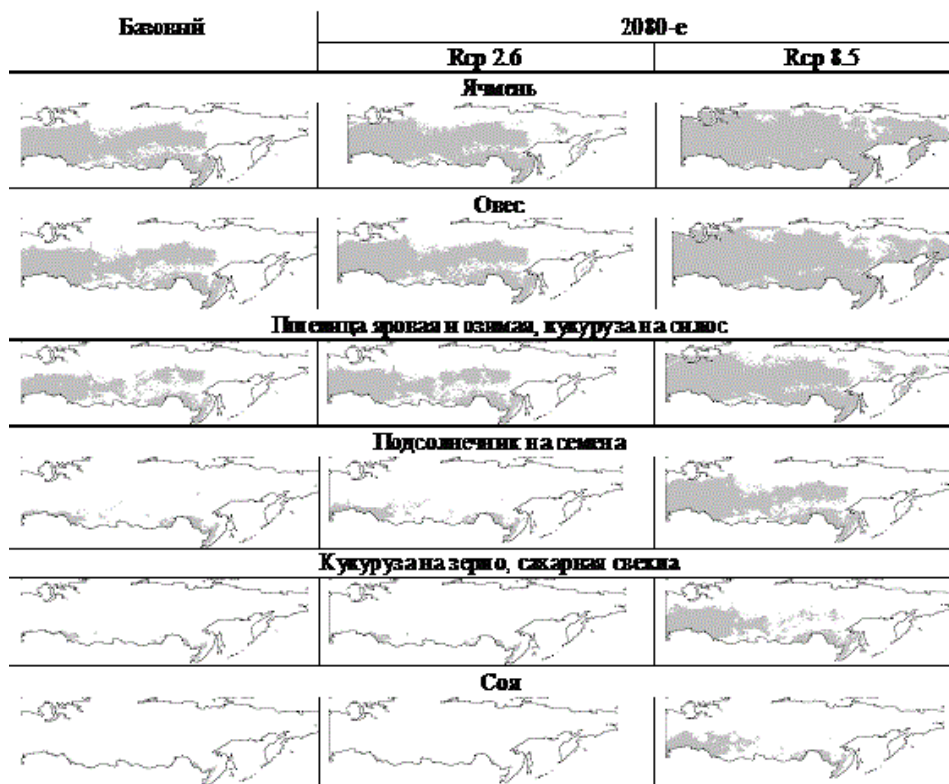 Базовый
2080-е
Rcp 2.6
Rcp 8.5
Ячмень
Овес
Пшеница яровая и озимая, кукуруза на силос
Подсолнечник на семена
Кукуруза на зерно, сахарная свекла
Соя